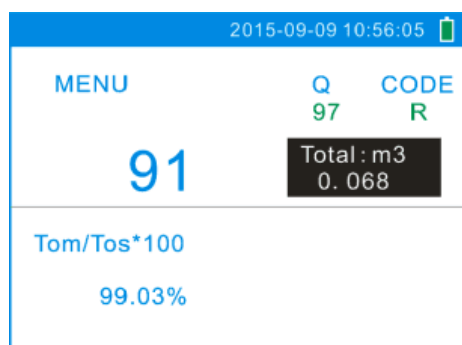 2015-09-09 10:56:05
MENU
Q CODE
97 R
91
Total : m3
0. 068
Tom/Tos*100
99.03%